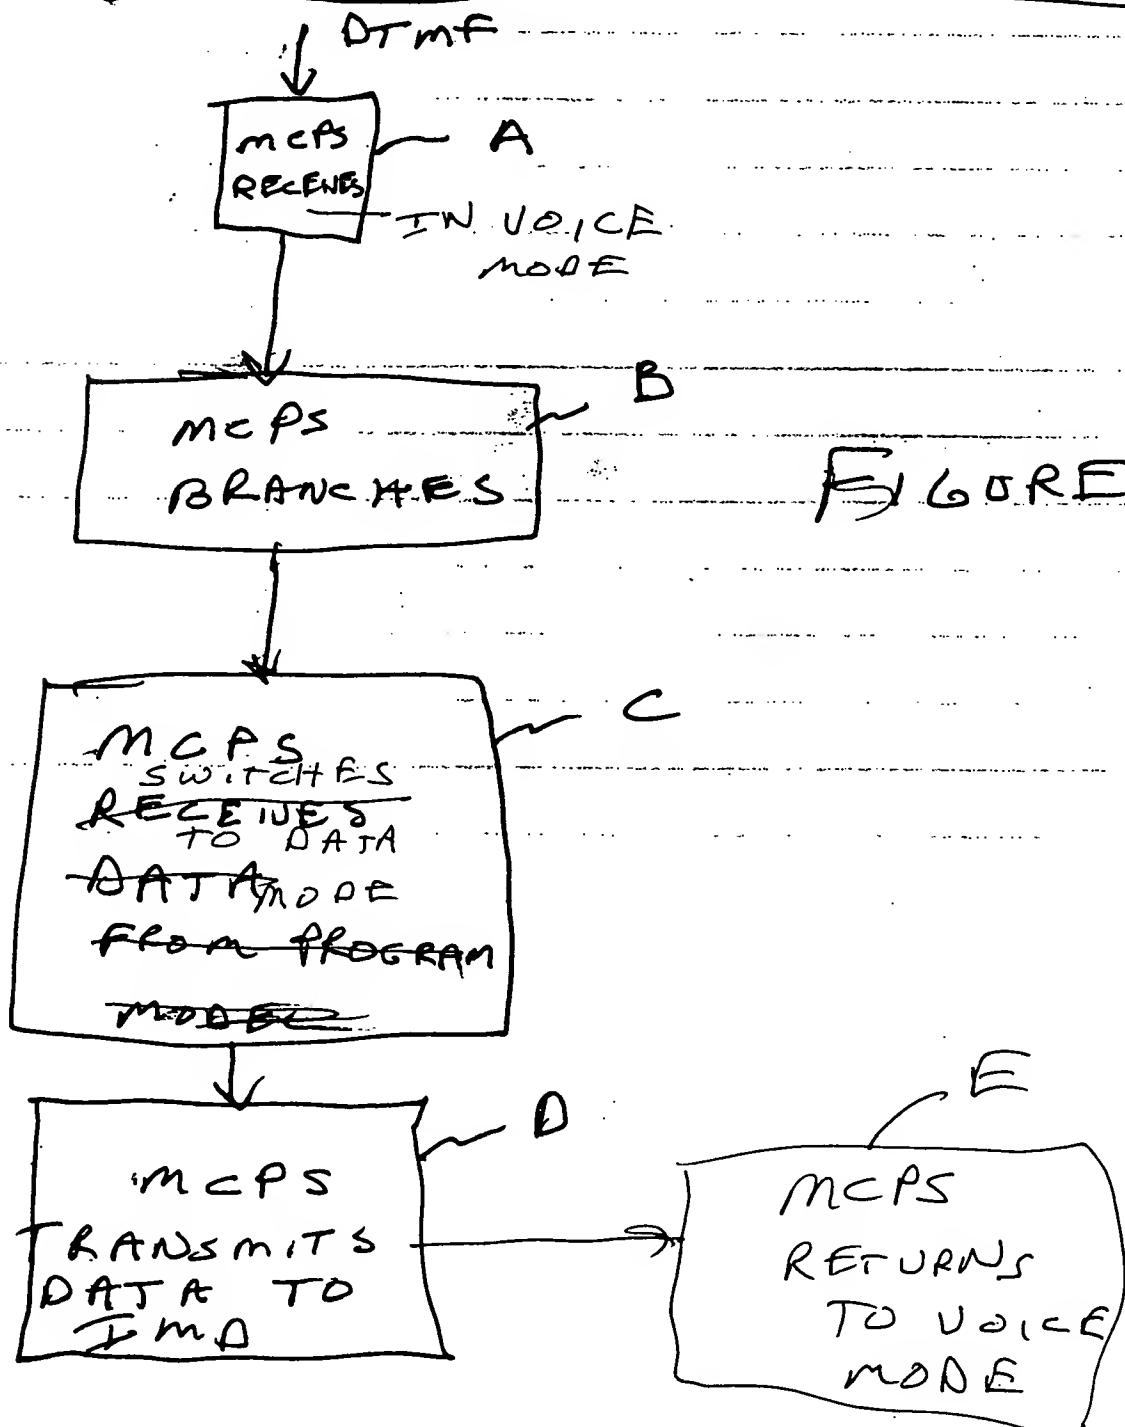 DTMF
MCPS
RECEIVES
A
IN VOICE
MODE
MCPS
BRANCHES
B
FIGURE
MCPS
SWITCHES
RECEIVES
TO DATA
DATA MODE
FROM PROGRAM
MODEL
C
MCPS
TRANSMITS
DATA TO
IMD
D
E
MCPS
RETURNS
TO VOICE
MODE